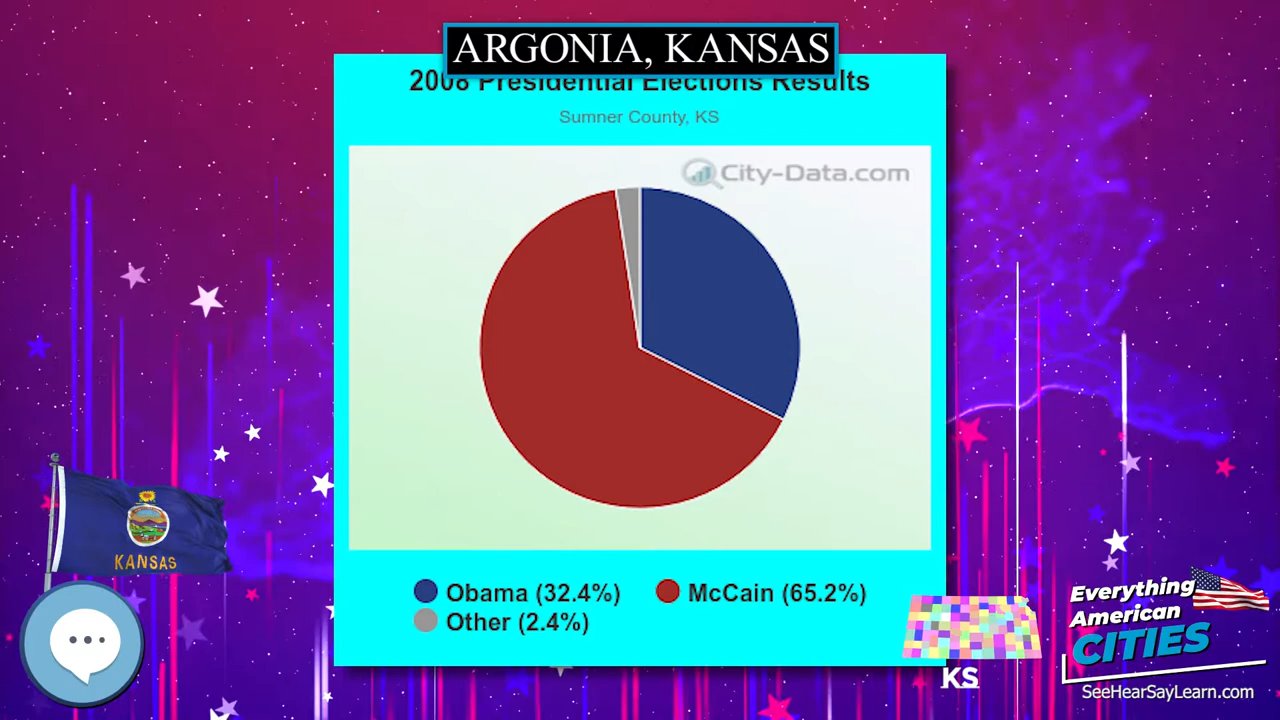 ARGONIA, KANSAS
2008 Presidential Elections Results
Sumner County, KS
City-Data.com
Obama (32.4%)
McCain (65.2%)
Other (2.4%)
KANSAS
KS
Everything
American
CITIES
SeeHearSayLearn.com